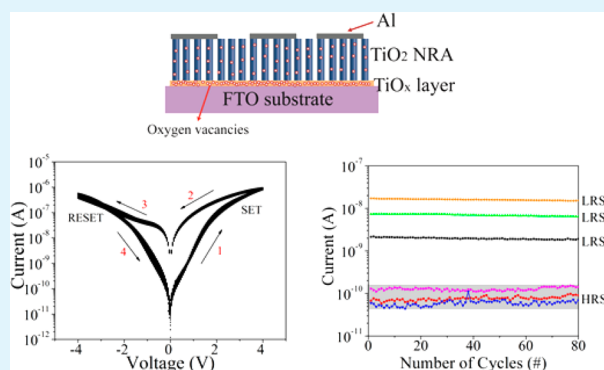 Al
TiO₂ NRA
TiOₓ layer
FTO substrate
Oxygen vacancies
10⁻⁵
10⁻⁶
10⁻⁷
10⁻⁸
10⁻⁹
10⁻¹⁰
10⁻¹¹
10⁻¹²
Current (A)
3
2
RESET
SET
4
1
-4 -2 0 2 4
Voltage (V)
10⁻⁷
10⁻⁸
10⁻⁹
10⁻¹⁰
10⁻¹¹
Current (A)
LRS
LRS
LRS
HRS
0 20 40 60 80
Number of Cycles (#)